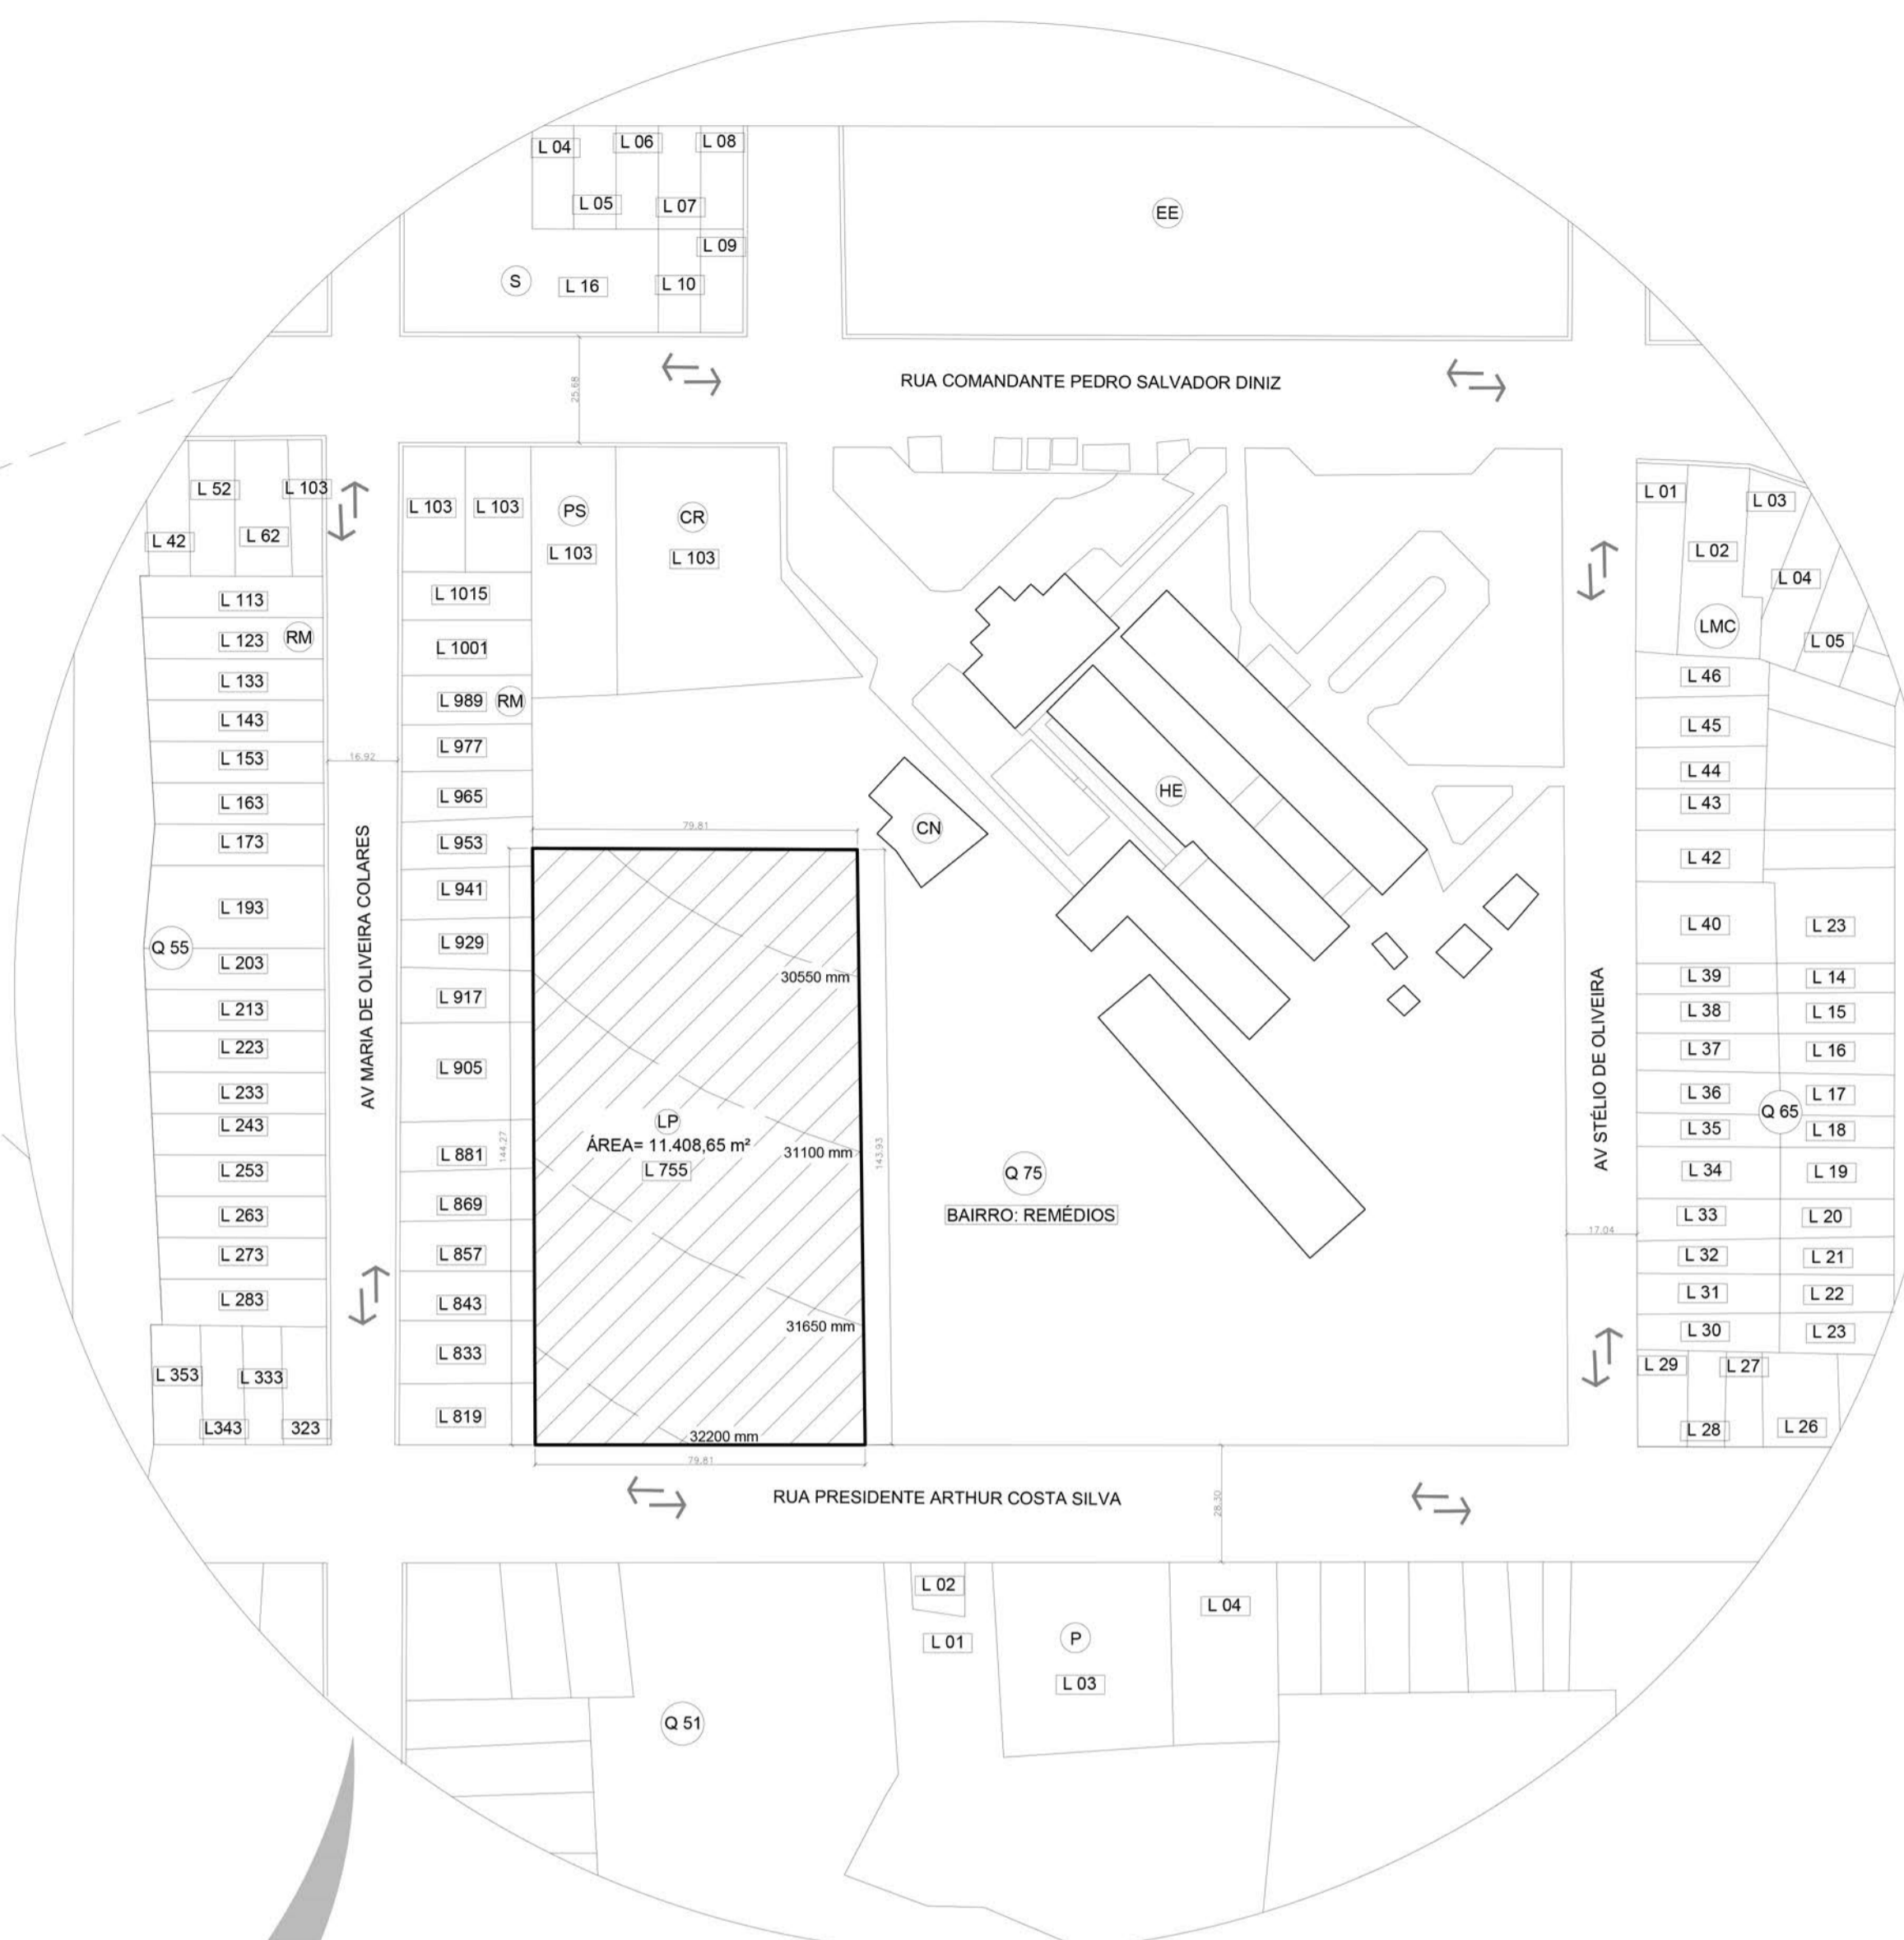 L 04
L 06
L 08
L 05
L 07
L 09
S
L 16
L 10
EE
25.68
RUA COMANDANTE PEDRO SALVADOR DINIZ
L 52
L 103
L 42
L 62
L 113
L 123
RM
L 133
L 143
L 153
L 163
L 173
L 193
Q 55
L 203
L 213
L 223
L 233
L 243
L 253
L 263
L 273
L 283
L 353
L 333
L343
323
16.92
AV MARIA DE OLIVEIRA COLARES
L 103
L 103
PS
L 103
CR
L 103
L 1015
L 1001
L 989
RM
L 977
L 965
L 953
L 941
L 929
L 917
L 905
L 881
L 869
L 857
L 843
L 833
L 819
79.81
144.27
143.93
30550 mm
LP
ÁREA= 11.408,65 m²
L 755
31100 mm
31650 mm
32200 mm
79.81
CN
HE
Q 75
BAIRRO: REMÉDIOS
AV STÉLIO DE OLIVEIRA
17.04
L 01
L 03
L 02
L 04
LMC
L 05
L 46
L 45
L 44
L 43
L 42
L 40
L 23
L 39
L 14
L 38
L 15
L 37
L 16
L 36
L 17
Q 65
L 35
L 18
L 34
L 19
L 33
L 20
L 32
L 21
L 31
L 22
L 30
L 23
L 29
L 27
L 28
L 26
RUA PRESIDENTE ARTHUR COSTA SILVA
28.30
L 02
L 01
P
L 03
L 04
Q 51